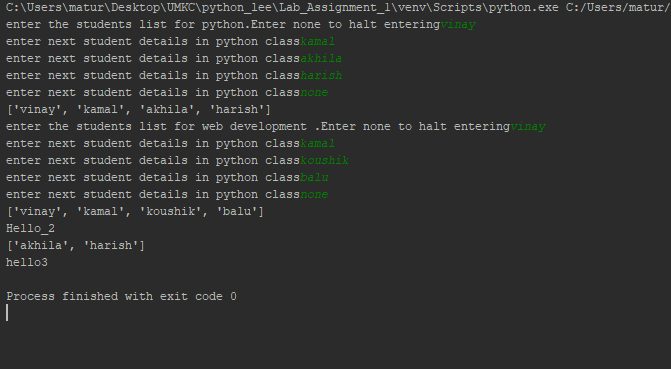 C:\Users\matur\Desktop\UMKC\python_lee\Lab_Assignment_1\venv\Scripts\python.exe C:/Users/matur/
enter the students list for python.Enter none to halt enteringvinay
enter next student details in python classkamal
enter next student details in python classakhila
enter next student details in python classharish
enter next student details in python classnone
['vinay', 'kamal', 'akhila', 'harish']
enter the students list for web development .Enter none to halt enteringvinay
enter next student details in python classkamal
enter next student details in python classkoushik
enter next student details in python classbalu
enter next student details in python classnone
['vinay', 'kamal', 'koushik', 'balu']
Hello_2
['akhila', 'harish']
hello3
Process finished with exit code 0